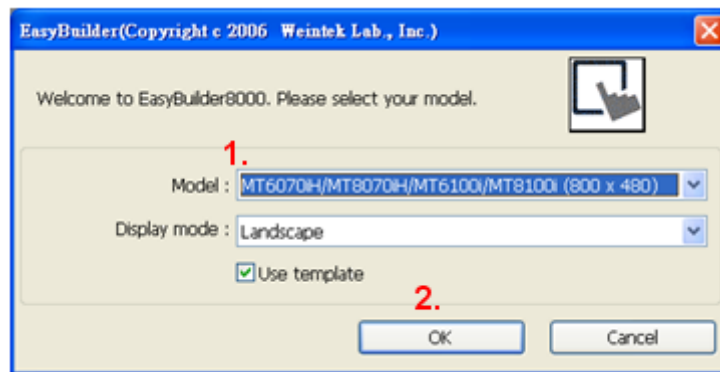 EasyBuilder(Copyright c 2006 Weintek Lab., Inc.)
Welcome to EasyBuilder8000. Please select your model.
1.
Model : MT6070iH/MT8070iH/MT6100i/MT8100i (800 x 480)
Display mode : Landscape
Use template
2.
OK Cancel